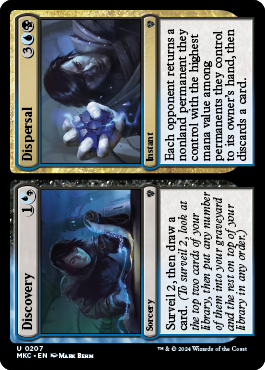 Dispersal 3
Instant
Each opponent returns a
nonland permanent they
control with the highest
mana value among
permanents they control
to its owner's hand, then
discards a card.
Discovery 1
Sorcery
Surveil 2, then draw a
card. (To surveil 2, look at
the top two cards of your
library, then put any number
of them into your graveyard
and the rest on top of your
library in any order.)
U 0207
MKC • EN Mark Behm
™ & © 2024 Wizards of the Coast